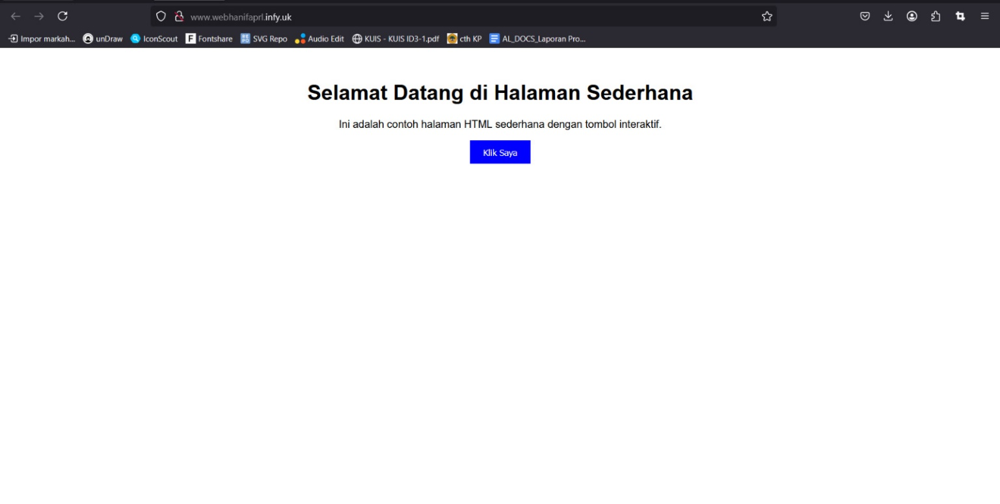 www.webhanifaprl.infy.uk
Impor markah... unDraw IconScout F Fontshare SVG Repo Audio Edit KUIS - KUIS ID3-1.pdf cth KP AL_DOCS_Laporan Pro...
Selamat Datang di Halaman Sederhana
Ini adalah contoh halaman HTML sederhana dengan tombol interaktif.
Klik Saya